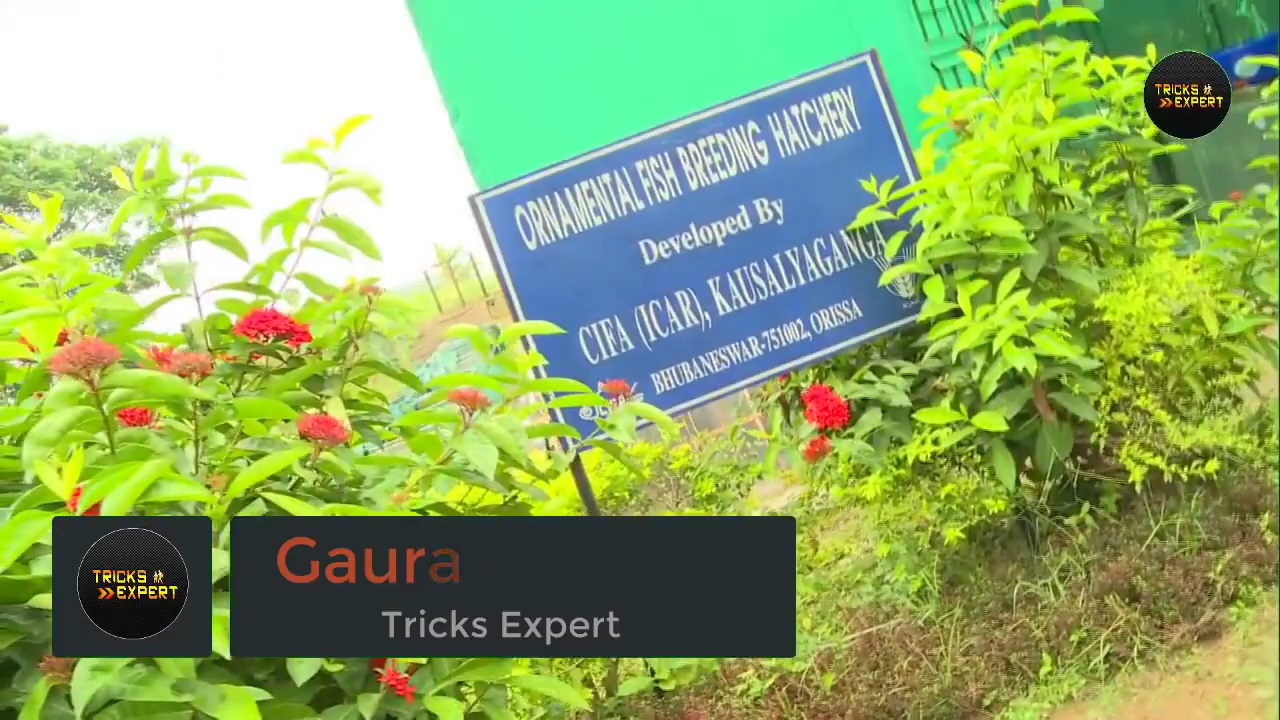 TRICKS
EXPERT
ORNAMENTAL FISH BREEDING HATCHERY
Developed By
CIFA (ICAR), KAUSALYAGANGA
BHUBANESWAR-751002, ORISSA
TRICKS
EXPERT
Gaura
Tricks Expert